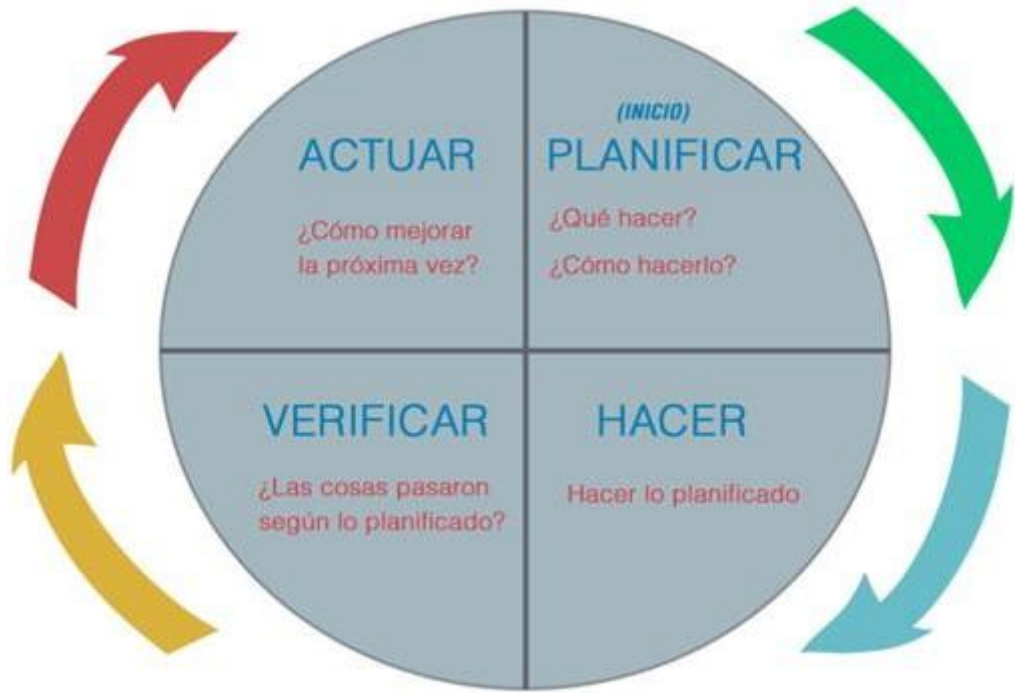 ACTUAR
¿Cómo mejorar
la próxima vez?
(INICIO)
PLANIFICAR
¿Qué hacer?
¿Cómo hacerlo?
VERIFICAR
¿Las cosas pasaron
según lo planificado?
HACER
Hacer lo planificado